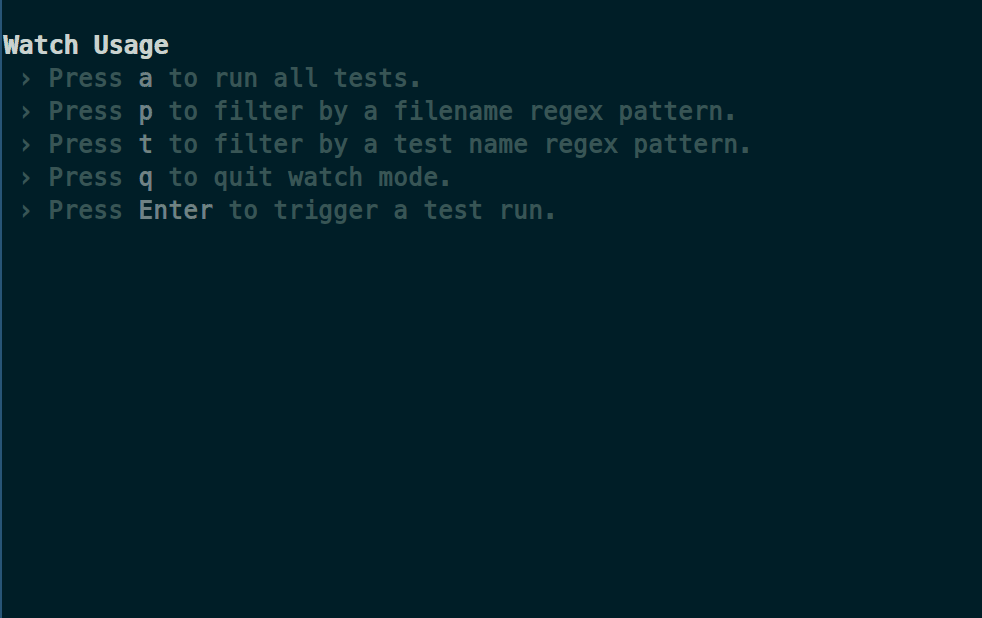 Watch Usage
› Press a to run all tests.
› Press p to filter by a filename regex pattern.
› Press t to filter by a test name regex pattern.
› Press q to quit watch mode.
› Press Enter to trigger a test run.